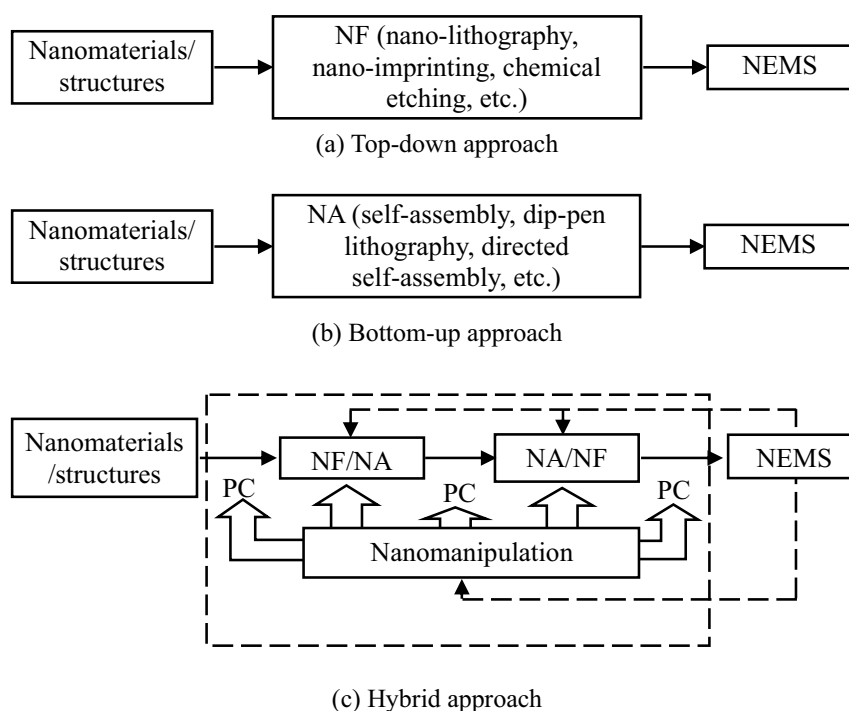 Nanomaterials/
structures
NF (nano-lithography,
nano-imprinting, chemical
etching, etc.)
NEMS
(a) Top-down approach
Nanomaterials/
structures
NA (self-assembly, dip-pen
lithography, directed
self-assembly, etc.)
NEMS
(b) Bottom-up approach
Nanomaterials
/structures
NF/NA
NA/NF
NEMS
PC
PC
PC
Nanomanipulation
(c) Hybrid approach